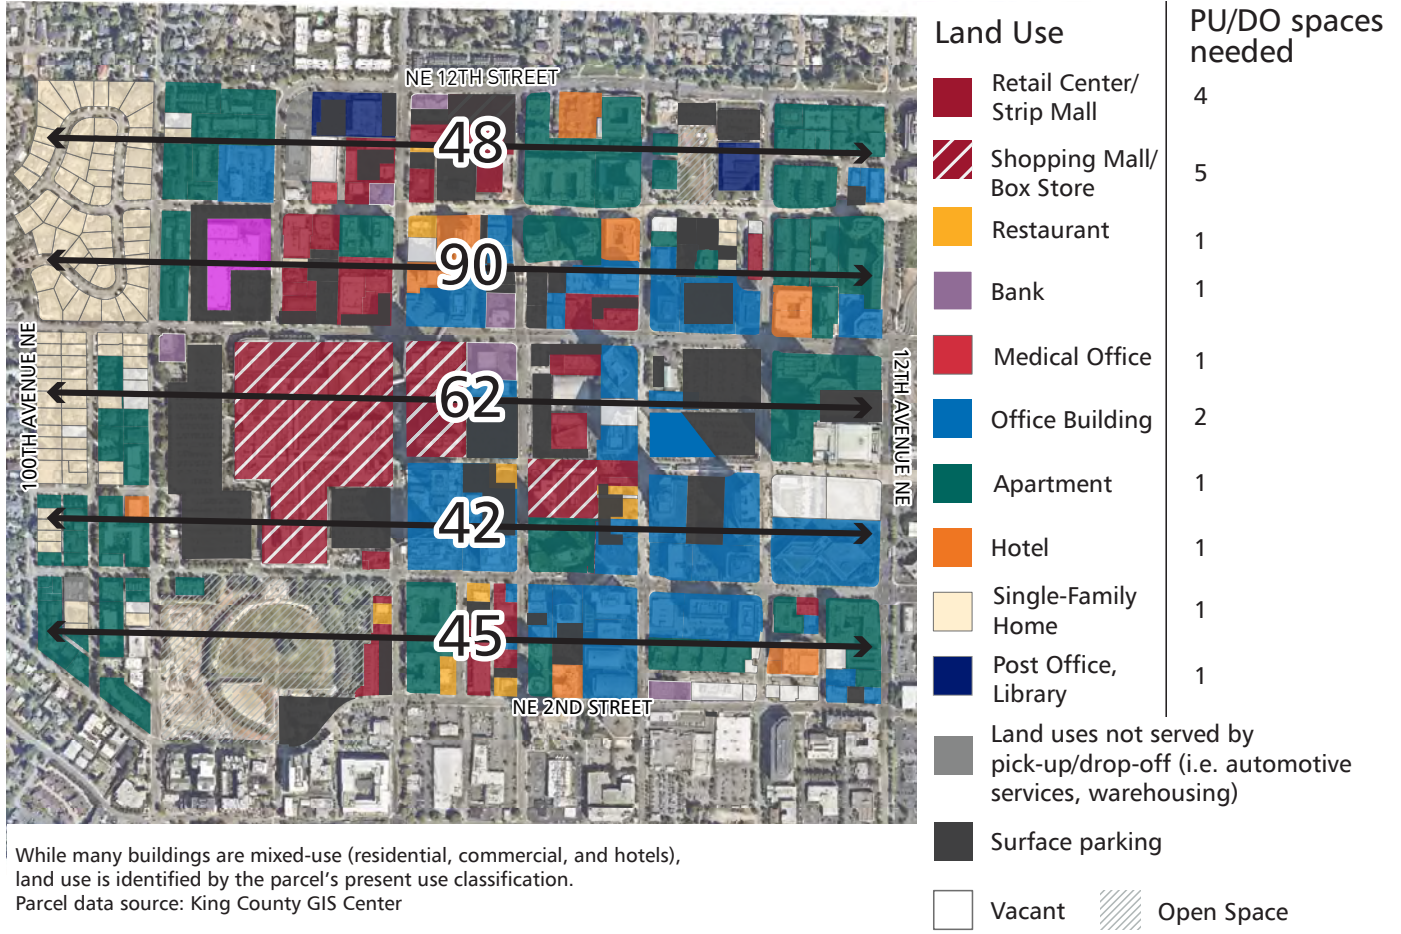 NE 12TH STREET
48
90
100TH AVENUE NE
12TH AVENUE NE
62
42
45
NE 2ND STREET
While many buildings are mixed-use (residential, commercial, and hotels),
land use is identified by the parcel's present use classification.
Parcel data source: King County GIS Center
Land Use
PU/DO spaces
needed
Retail Center/
Strip Mall
4
Shopping Mall/
Box Store
5
Restaurant
1
Bank
1
Medical Office
1
Office Building
2
Apartment
1
Hotel
1
Single-Family
Home
1
Post Office,
Library
1
Land uses not served by
pick-up/drop-off (i.e. automotive
services, warehousing)
Surface parking
Vacant
Open Space